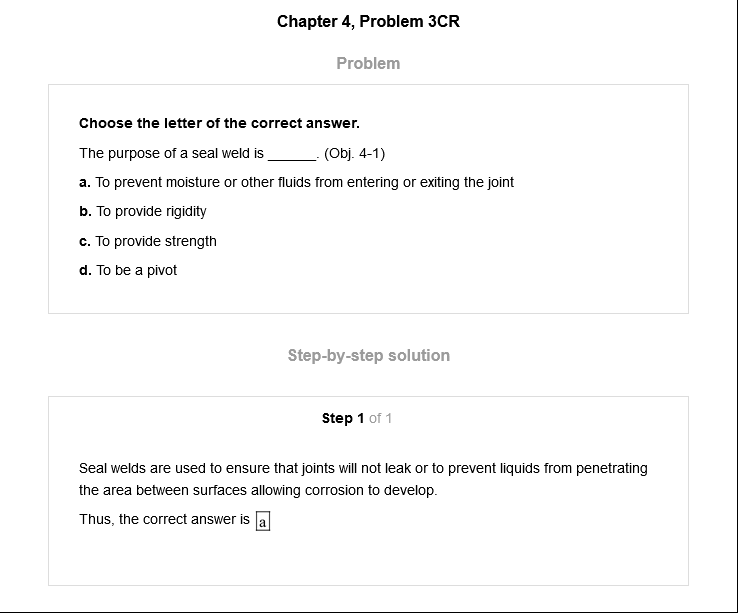 Chapter 4, Problem 3CR
Problem
Choose the letter of the correct answer.
The purpose of a seal weld is ______. (Obj. 4-1)
a. To prevent moisture or other fluids from entering or exiting the joint
b. To provide rigidity
c. To provide strength
d. To be a pivot
Step-by-step solution
Step 1 of 1
Seal welds are used to ensure that joints will not leak or to prevent liquids from penetrating
the area between surfaces allowing corrosion to develop.
Thus, the correct answer is a